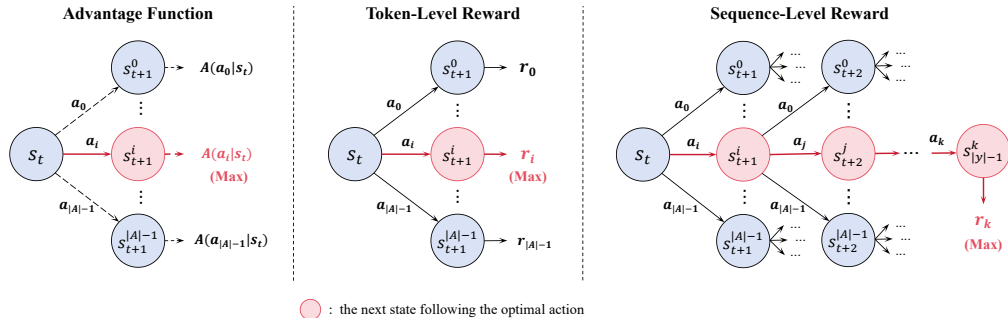 Advantage Function
s_t
a_0
a_i
a_{|A|-1}
s_{t+1}^0
⋮
s_{t+1}^i
⋮
s_{t+1}^{|A|-1}
A(a_0|s_t)
A(a_i|s_t)
(Max)
A(a_{|A|-1}|s_t)
Token-Level Reward
s_t
a_0
a_i
a_{|A|-1}
s_{t+1}^0
⋮
s_{t+1}^i
⋮
s_{t+1}^{|A|-1}
r_0
r_i
(Max)
r_{|A|-1}
Sequence-Level Reward
s_t
a_0
a_i
a_{|A|-1}
s_{t+1}^0
...
...
...
⋮
s_{t+1}^i
⋮
s_{t+1}^{|A|-1}
...
...
...
a_0
a_j
a_{|A|-1}
s_{t+2}^0
...
...
...
⋮
s_{t+2}^j
⋮
s_{t+2}^{|A|-1}
...
...
...
...
a_k
s_{|y|-1}^k
r_k
(Max)
: the next state following the optimal action